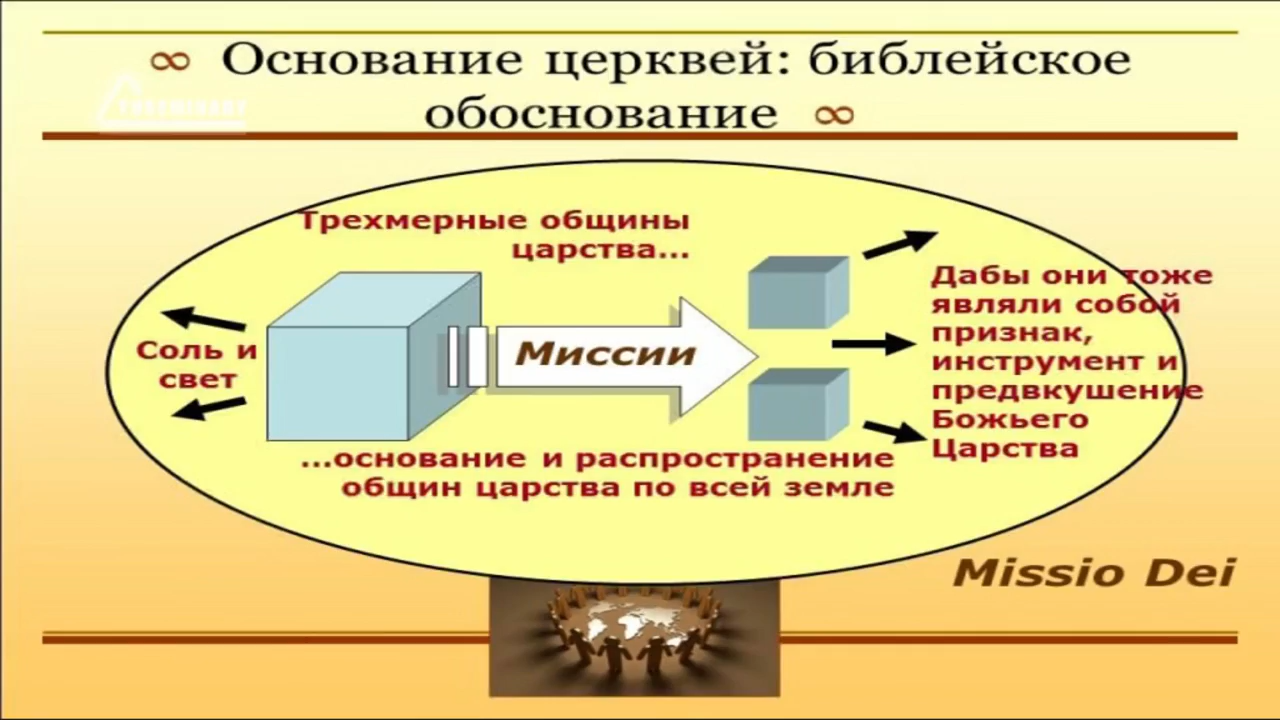 ∞ Основание церквей: библейское
обоснование ∞
Трехмерные общины
царства...
Соль и
свет
Миссии
Дабы они тоже
являли собой
признак,
инструмент и
предвкушение
Божьего
Царства
...основание и распространение
общин царства по всей земле
Missio Dei